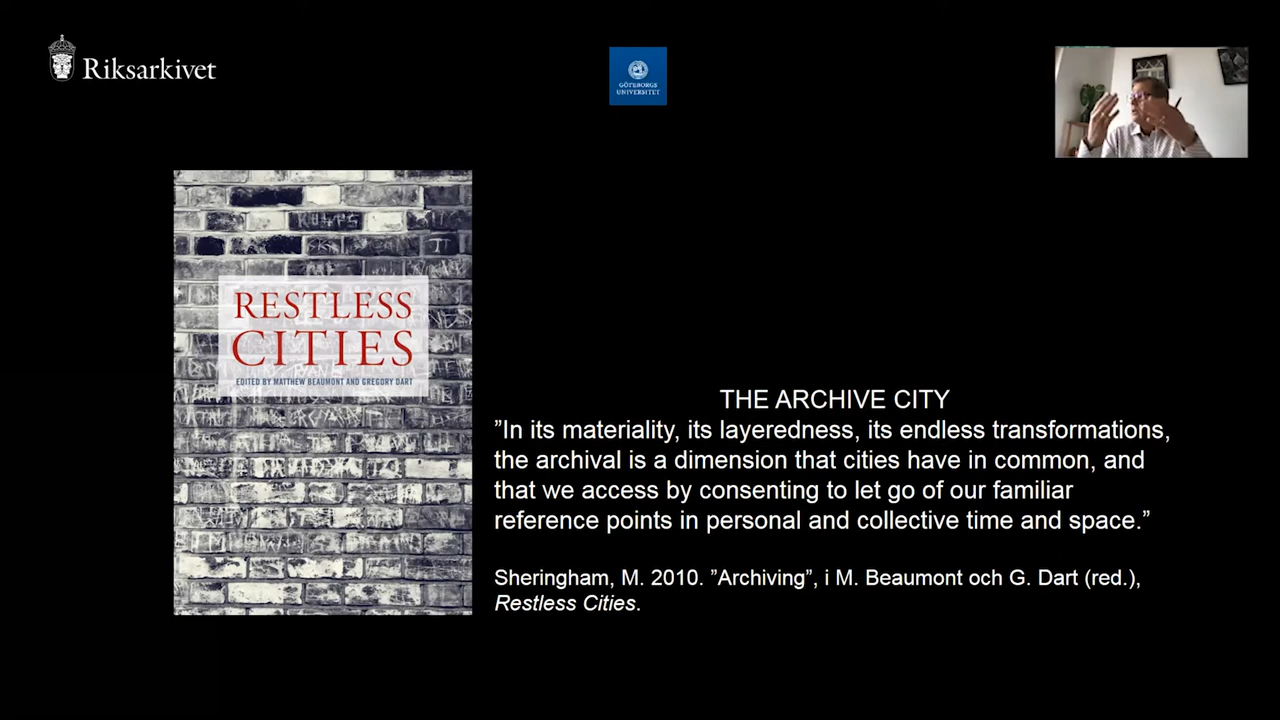 Riksarkivet
GÖTEBORGS
UNIVERSITET
RESTLESS
CITIES
EDITED BY MATTHEW BEAUMONT AND GREGORY DART
THE ARCHIVE CITY
”In its materiality, its layeredness, its endless transformations,
the archival is a dimension that cities have in common, and
that we access by consenting to let go of our familiar
reference points in personal and collective time and space.”
Sheringham, M. 2010. ”Archiving”, i M. Beaumont och G. Dart (red.),
Restless Cities.